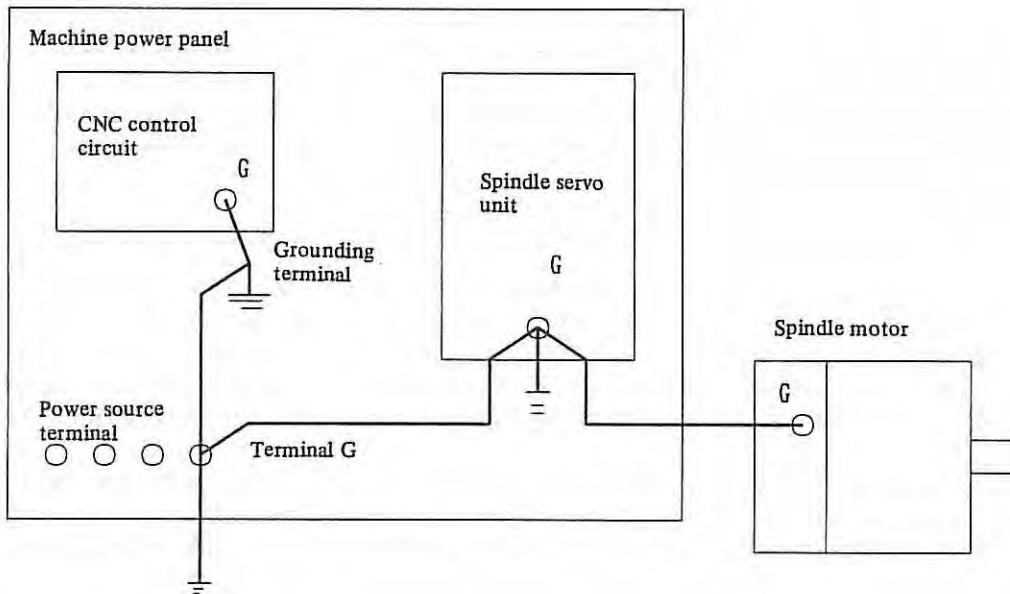 Machine power panel
CNC control
circuit
G
Grounding
terminal
Spindle servo
unit
G
Spindle motor
G
Power source
terminal
Terminal G